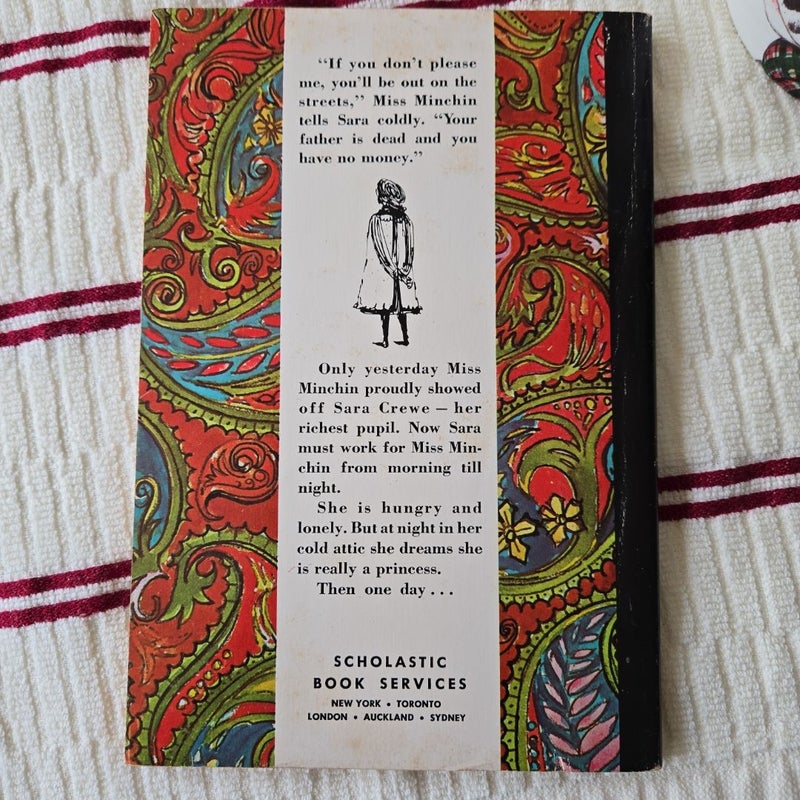 "If you don't please
me, you'll be out on the
streets," Miss Minchin
tells Sara coldly. "Your
father is dead and you
have no money."
Only yesterday Miss
Minchin proudly showed
off Sara Crewe — her
richest pupil. Now Sara
must work for Miss Min-
chin from morning till
night.
She is hungry and
lonely. But at night in her
cold attic she dreams she
is really a princess.
Then one day . . .
SCHOLASTIC
BOOK SERVICES
NEW YORK • TORONTO
LONDON • AUCKLAND • SYDNEY